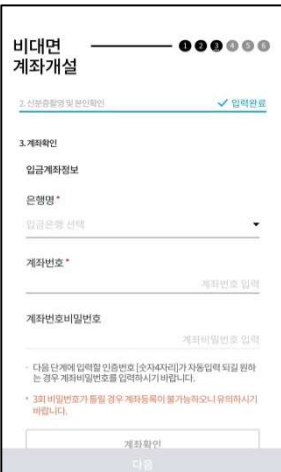 비대면
계좌개설
1 2 3 4 5 6
2. 신분증촬영 및 본인확인 ✓ 입력완료
3. 계좌확인
입금계좌정보
은행명 *
입금은행 선택
계좌번호 *
계좌번호 입력
계좌번호비밀번호
계좌비밀번호 입력
- 다음 단계에 입력할 인증번호 [숫자4자리]가 자동입력 되길 원하
는 경우 계좌비밀번호를 입력하시기 바랍니다.
* 3회 비밀번호가 틀릴 경우 계좌등록이 불가능하오니 유의하시기
바랍니다.
계좌확인
다음